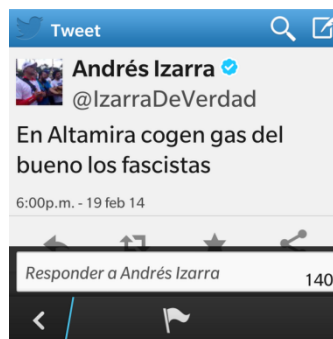 Tweet
Andrés Izarra
@IzarraDeVerdad
En Altamira cogen gas del
bueno los fascistas
6:00p.m. - 19 feb 14
Responder a Andrés Izarra
140